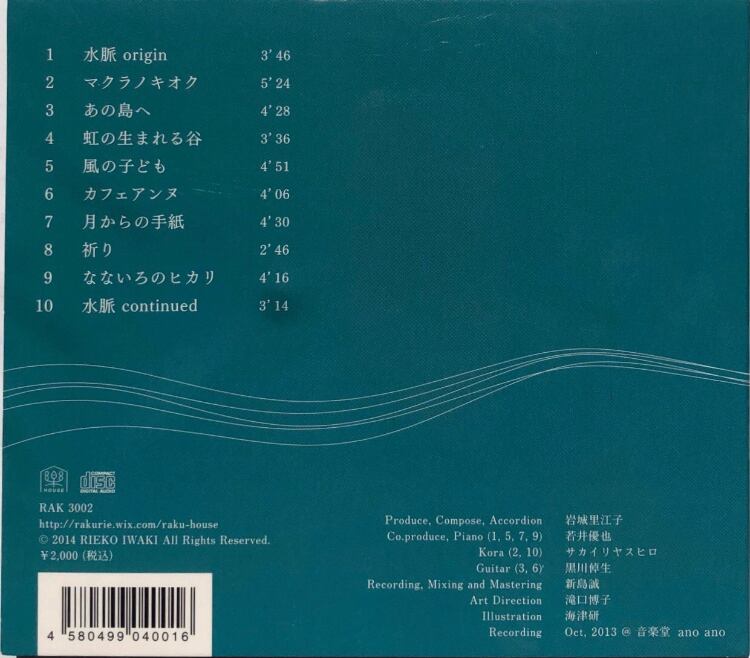 1 水脈 origin 3'46
2 マクラノキオク 5'24
3 あの島へ 4'28
4 虹の生まれる谷 3'36
5 風の子ども 4'51
6 カフェアンヌ 4'06
7 月からの手紙 4'30
8 祈り 2'46
9 なないろのヒカリ 4'16
10 水脈 continued 3'14
HOUSE
COMPACT
disc
DIGITAL AUDIO
RAK 3002
http://rakurie.wix.com/raku-house
© 2014 RIEKO IWAKI All Rights Reserved.
￥2,000 (税込)
Produce, Compose, Accordion 岩城里江子
Co.produce, Piano (1, 5, 7, 9) 若井優也
Kora (2, 10) サカイリヤスヒロ
Guitar (3, 6) 黒川倬生
Recording, Mixing and Mastering 新島誠
Art Direction 滝口博子
Illustration 海津研
Recording Oct, 2013 @ 音楽堂 ano ano
4 580499 040016